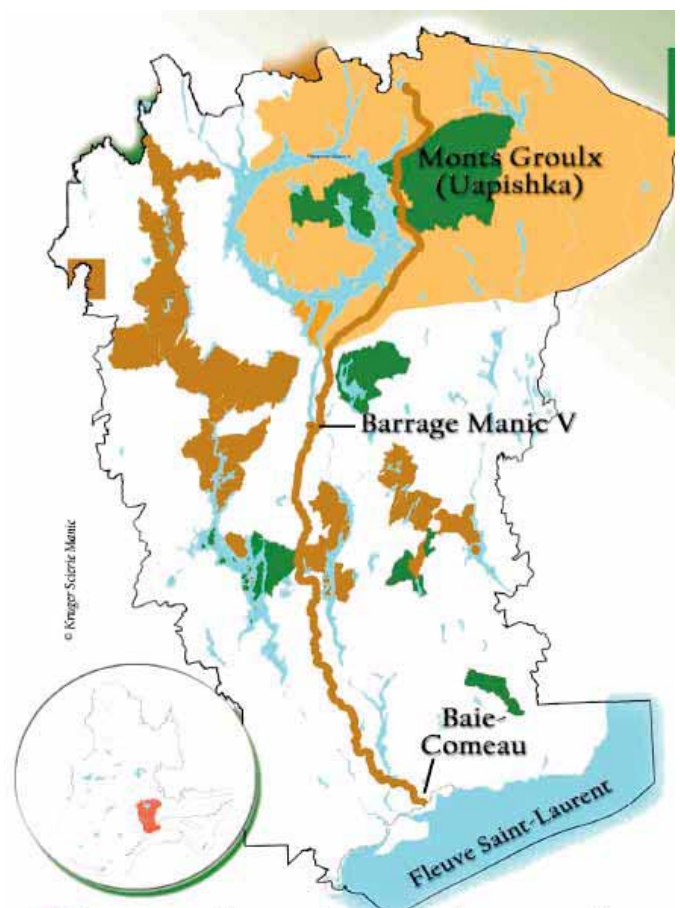 Monts Groulx
(Uapishka)
Barrage Manic V
© Kruger Scierie Manic
Baie-
Comeau
Fleuve Saint-Laurent